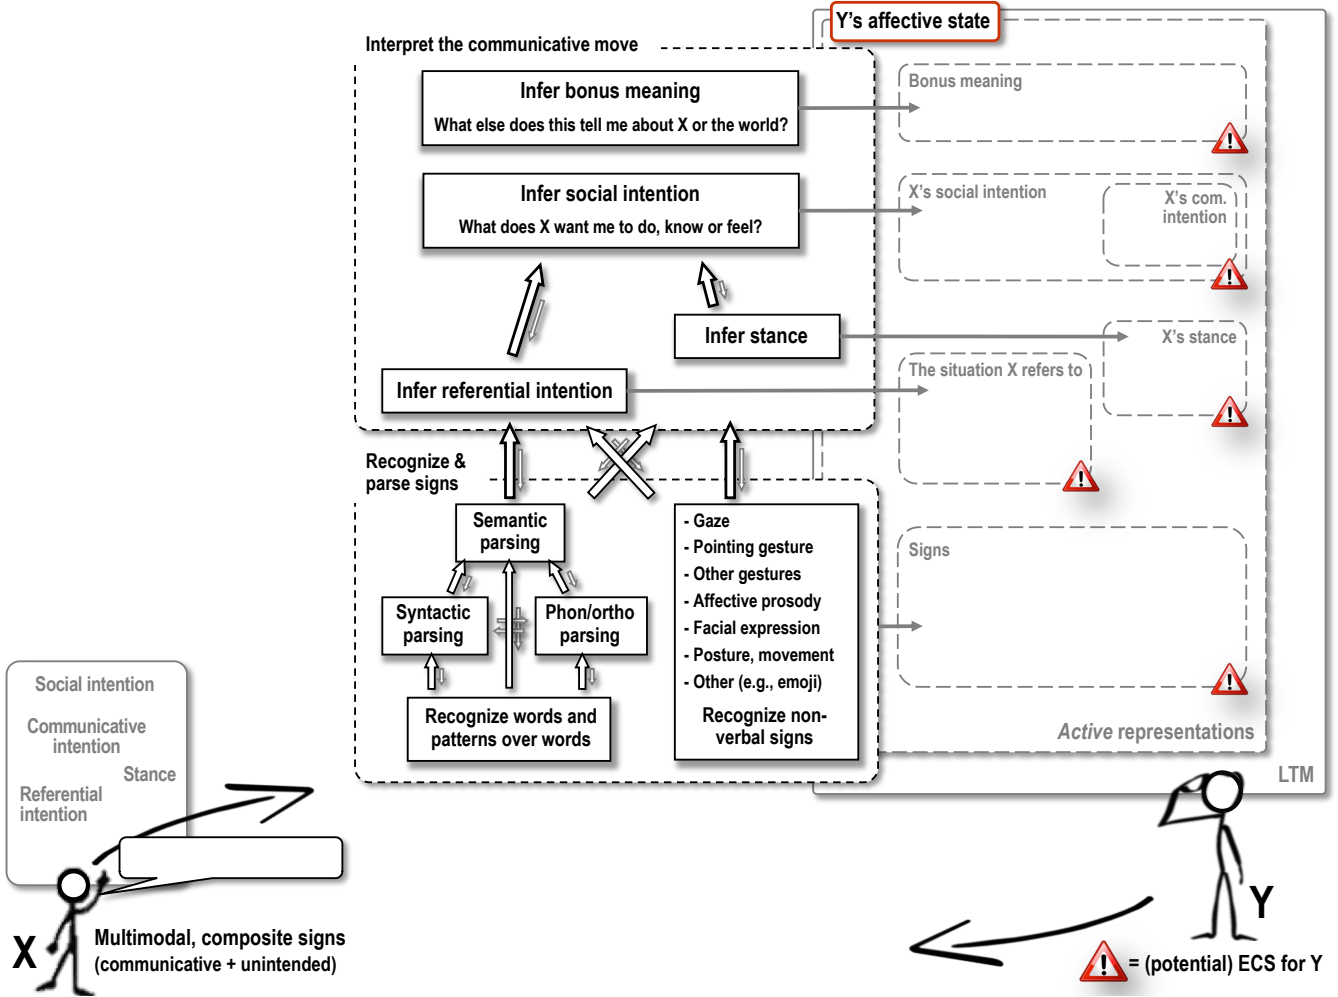 Y's affective state
Interpret the communicative move
Infer bonus meaning
What else does this tell me about X or the world?
Bonus meaning
Infer social intention
What does X want me to do, know or feel?
X's social intention
X's com.
intention
Infer stance
X's stance
Infer referential intention
The situation X refers to
Recognize &
parse signs
Semantic
parsing
Syntactic
parsing
Phon/ortho
parsing
Recognize words and
patterns over words
- Gaze
- Pointing gesture
- Other gestures
- Affective prosody
- Facial expression
- Posture, movement
- Other (e.g., emoji)
Recognize non-
verbal signs
Signs
Active representations
LTM
Social intention
Communicative
intention
Stance
Referential
intention
X
Multimodal, composite signs
(communicative + unintended)
Y
= (potential) ECS for Y